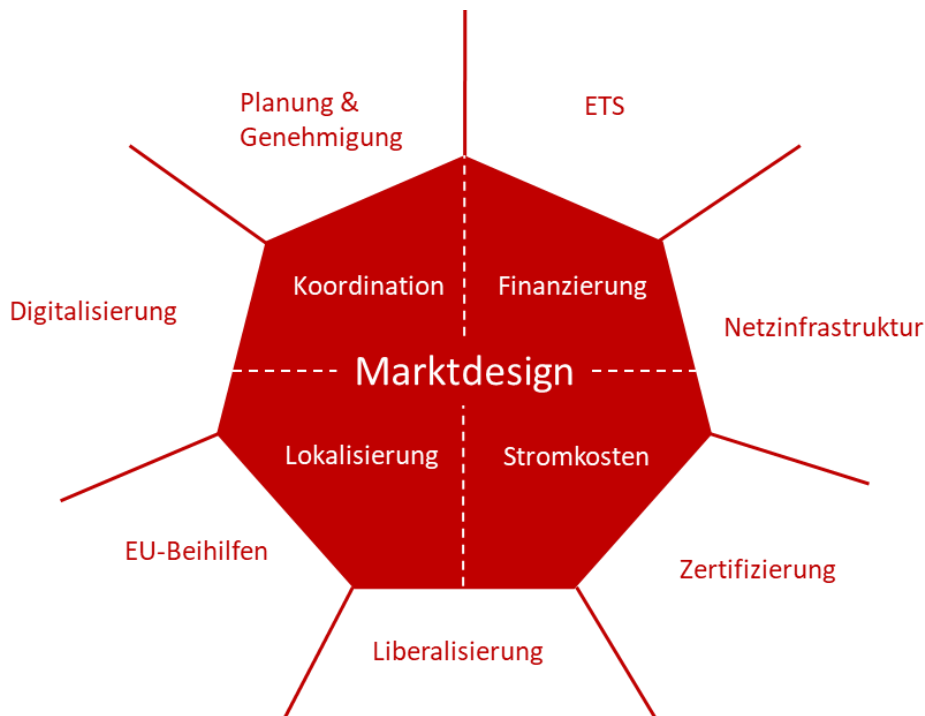 Planung &
Genehmigung
ETS
Koordination
Finanzierung
Digitalisierung
Netzinfrastruktur
Marktdesign
Lokalisierung
Stromkosten
EU-Beihilfen
Zertifizierung
Liberalisierung